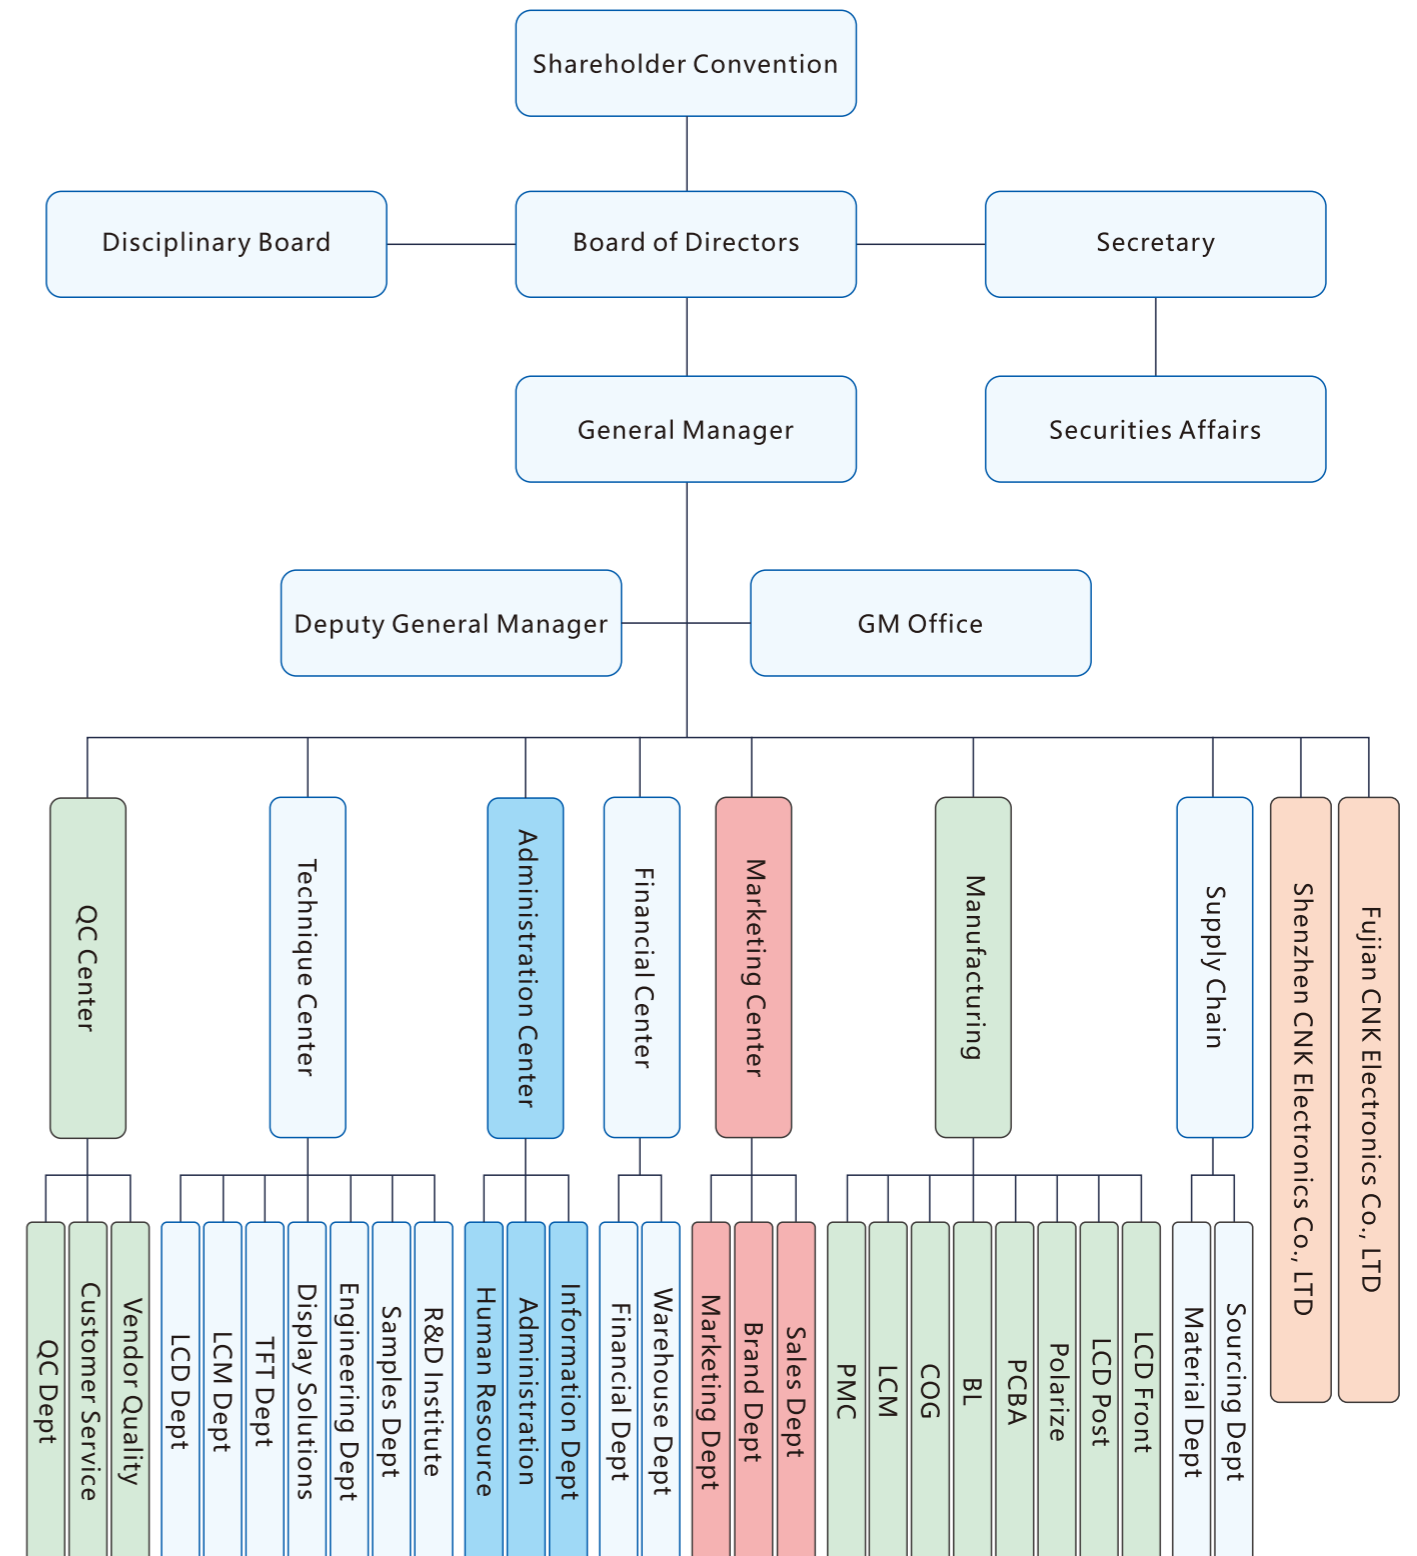 Shareholder Convention
Disciplinary Board
Board of Directors
Secretary
General Manager
Securities Affairs
Deputy General Manager
GM Office
QC Center
Technique Center
Administration Center
Financial Center
Marketing Center
Manufacturing
Supply Chain
Shenzhen CNK Electronics Co., LTD
Fujian CNK Electronics Co., LTD
QC Dept
Customer Service
Vendor Quality
LCD Dept
LCM Dept
TFT Dept
Display Solutions
Engineering Dept
Samples Dept
R&D Institute
Human Resource
Administration
Information Dept
Financial Dept
Warehouse Dept
Marketing Dept
Brand Dept
Sales Dept
PMC
LCM
COG
BL
PCBA
Polarize
LCD Post
LCD Front
Material Dept
Sourcing Dept